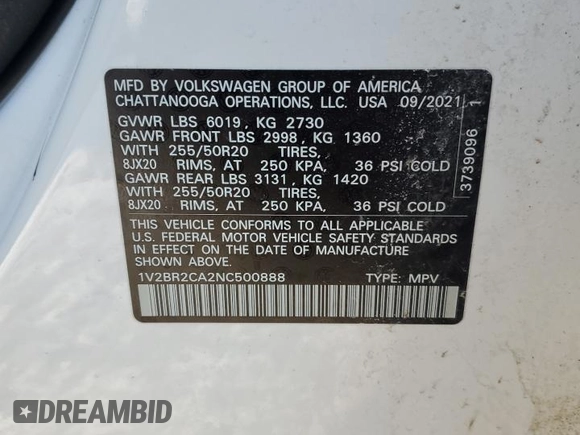 MFD BY VOLKSWAGEN GROUP OF AMERICA
CHATTANOOGA OPERATIONS, LLC. USA 09/2021
GVWR LBS 6019, KG 2730
GAWR FRONT LBS 2998, KG 1360
WITH 255/50R20 TIRES,
8JX20 RIMS, AT 250 KPA, 36 PSI COLD
GAWR REAR LBS 3131, KG 1420
WITH 255/50R20 TIRES,
8JX20 RIMS, AT 250 KPA, 36 PSI COLD
THIS VEHICLE CONFORMS TO ALL APPLICABLE
U.S. FEDERAL MOTOR VEHICLE SAFETY STANDARDS
IN EFFECT ON THE DATE OF MANUFACTURE
SHOWN ABOVE
1V2BR2CA2NC500888 TYPE: MPV
3739096 1
#DREAMBID